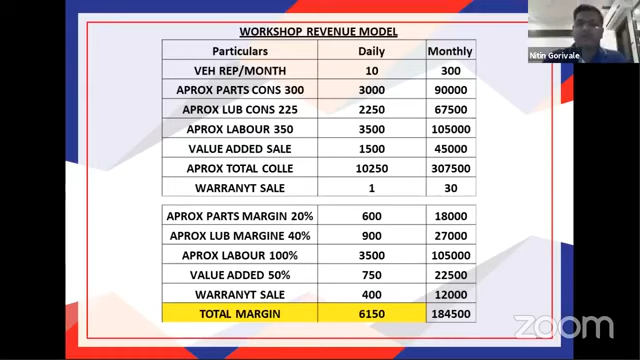 WORKSHOP REVENUE MODEL
Particulars Daily Monthly
VEH REP/MONTH 10 300
APROX PARTS CONS 300 3000 90000
APROX LUB CONS 225 2250 67500
APROX LABOUR 350 3500 105000
VALUE ADDED SALE 1500 45000
APROX TOTAL COLLE 10250 307500
WARRANYT SALE 1 30
APROX PARTS MARGIN 20% 600 18000
APROX LUB MARGINE 40% 900 27000
APROX LABOUR 100% 3500 105000
VALUE ADDED 50% 750 22500
WARRANYT SALE 400 12000
TOTAL MARGIN 6150 184500
Nitin Gorivale
zoom